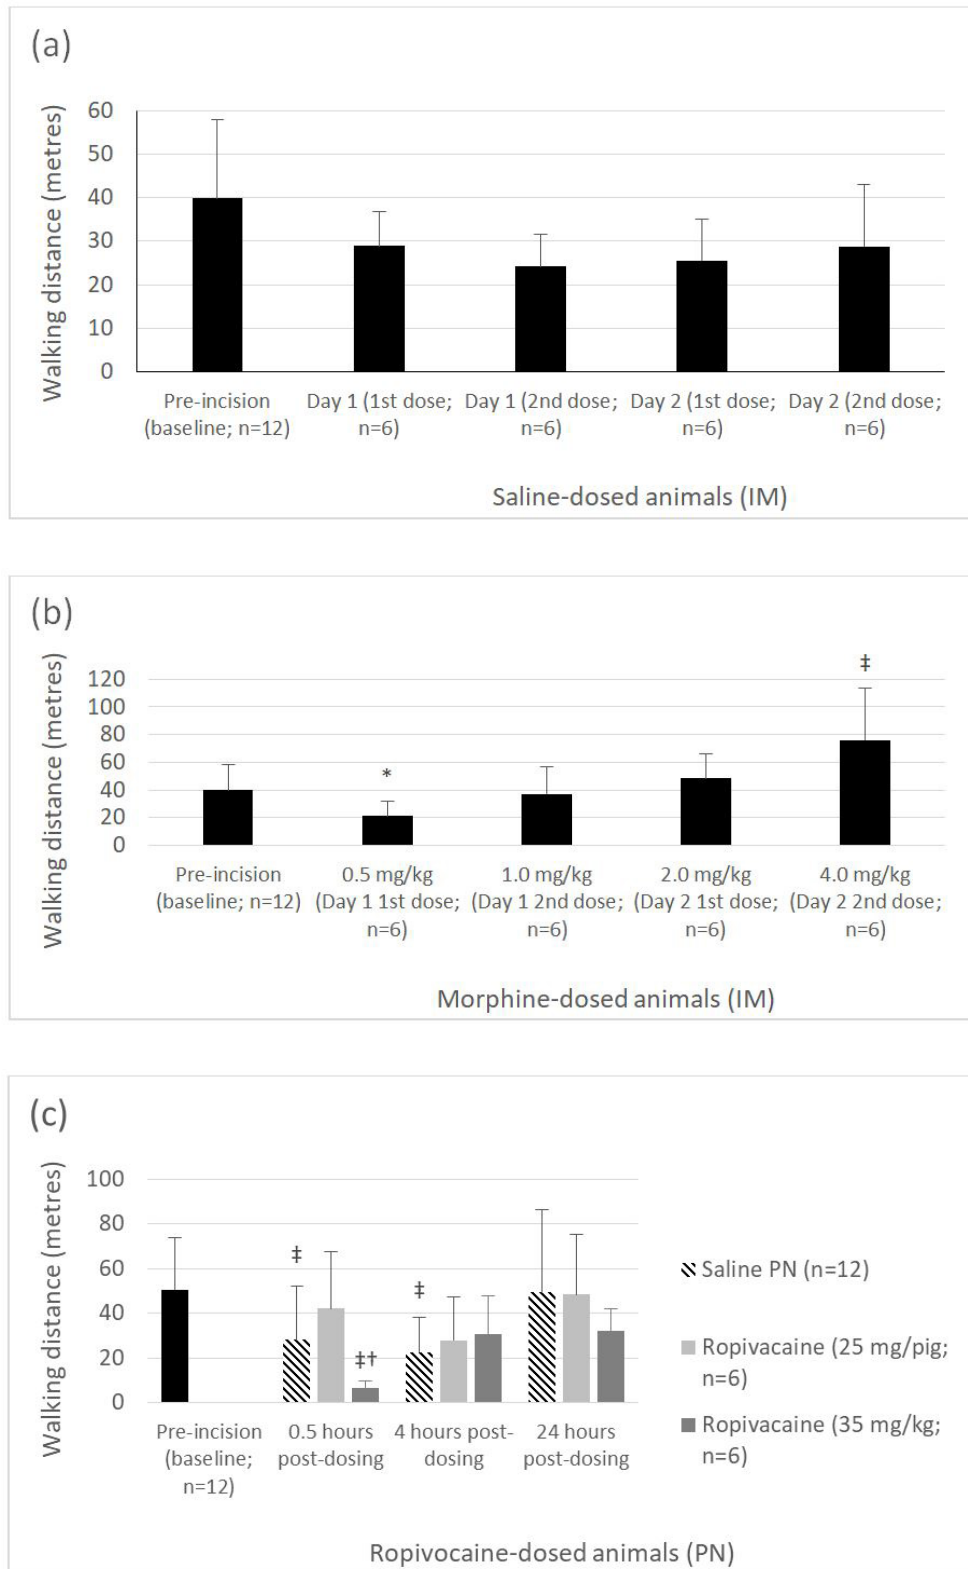 (a)
Walking distance (metres)
60
50
40
30
20
10
0
Pre-incision
(baseline; n=12)
Day 1 (1st dose;
n=6)
Day 1 (2nd dose;
n=6)
Day 2 (1st dose;
n=6)
Day 2 (2nd dose;
n=6)
Saline-dosed animals (IM)
(b)
Walking distance (metres)
120
100
80
60
40
20
0
*
‡
Pre-incision
(baseline; n=12)
0.5 mg/kg
(Day 1 1st dose;
n=6)
1.0 mg/kg
(Day 1 2nd dose;
n=6)
2.0 mg/kg
(Day 2 1st dose;
n=6)
4.0 mg/kg
(Day 2 2nd dose;
n=6)
Morphine-dosed animals (IM)
(c)
Walking distance (metres)
100
80
60
40
20
0
‡
‡†
‡
Pre-incision
(baseline;
n=12)
0.5 hours
post-dosing
4 hours post-
dosing
24 hours
post-dosing
Saline PN (n=12)
Ropivacaine (25 mg/pig;
n=6)
Ropivacaine (35 mg/kg;
n=6)
Ropivocaine-dosed animals (PN)